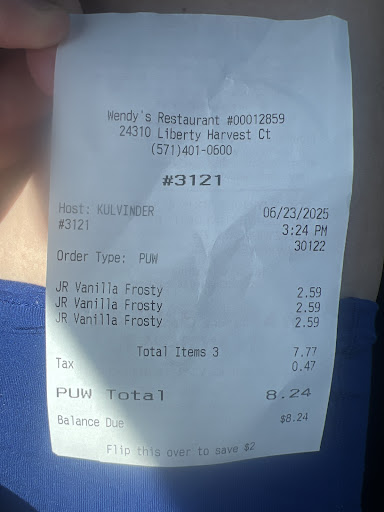 Wendy's Restaurant #00012859
24310 Liberty Harvest Ct
(571)401-0600
#3121
Host: KULVINDER 06/23/2025
#3121 3:24 PM
30122
Order Type: PUW
JR Vanilla Frosty 2.59
JR Vanilla Frosty 2.59
JR Vanilla Frosty 2.59
Total Items 3 7.77
Tax 0.47
PUW Total 8.24
Balance Due $8.24
Flip this over to save $2